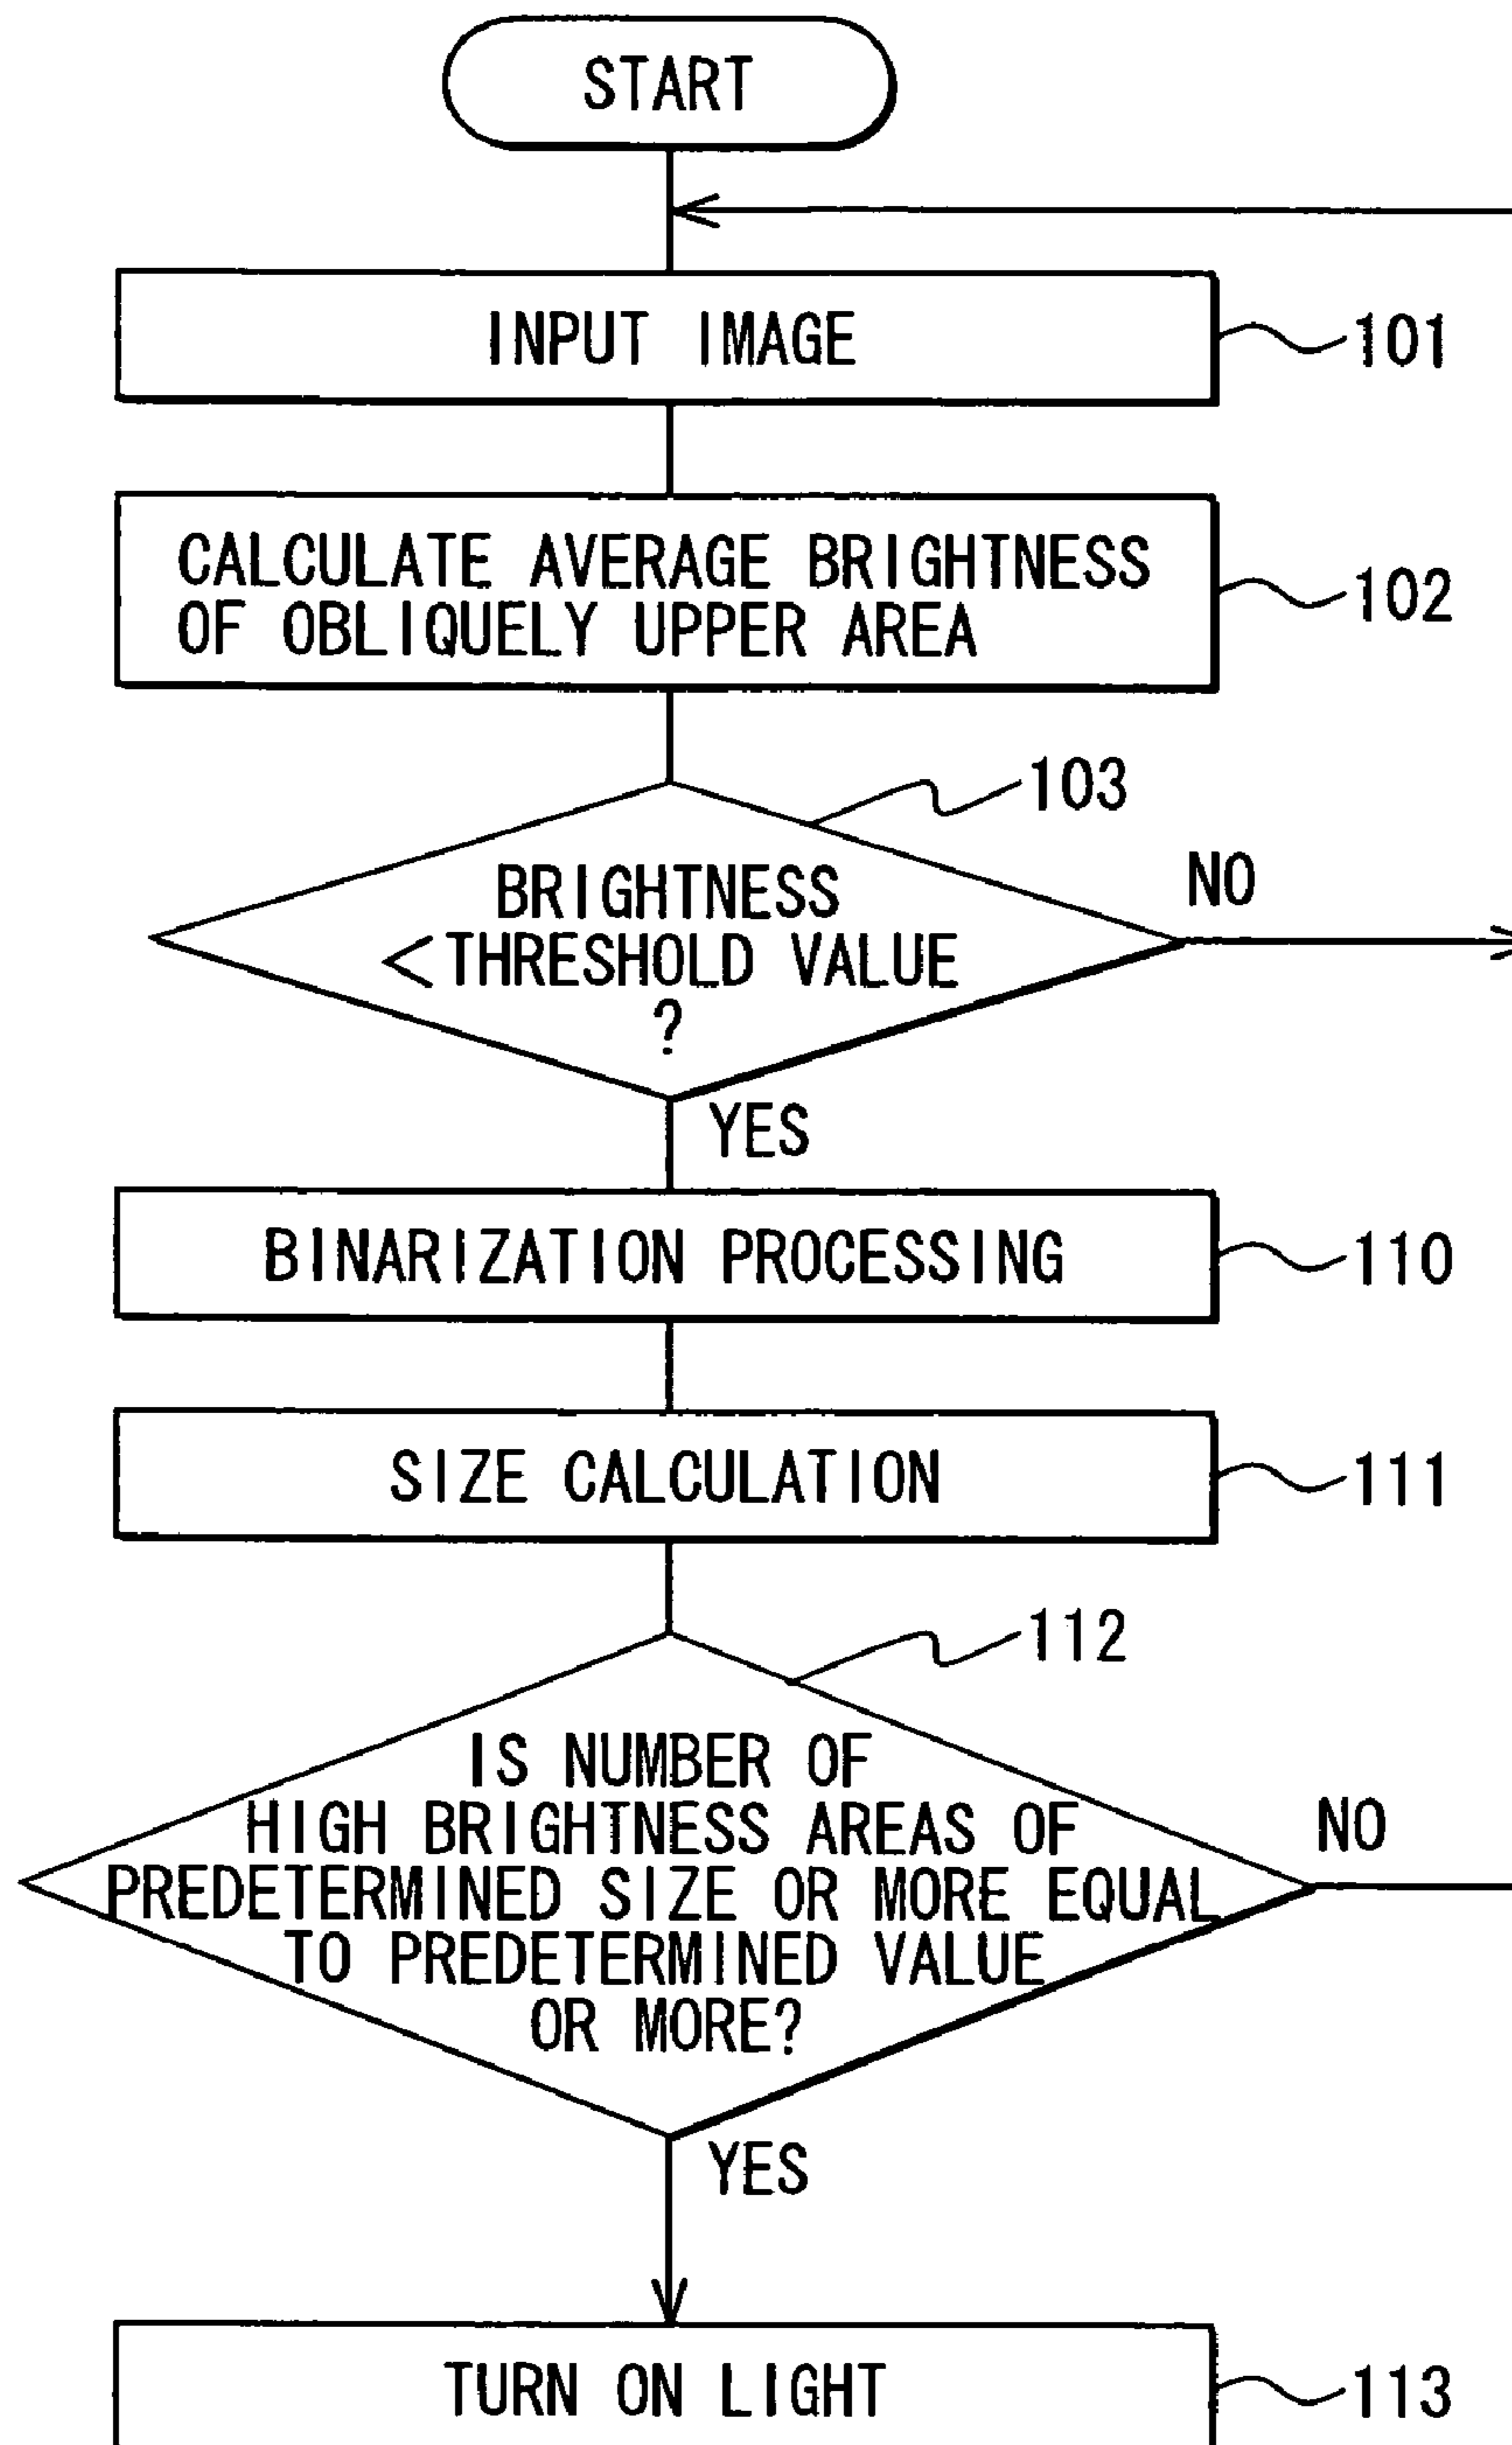 START
INPUT IMAGE
101
CALCULATE AVERAGE BRIGHTNESS
OF OBLIQUELY UPPER AREA
102
103
BRIGHTNESS
<THRESHOLD VALUE
?
NO
YES
BINARIZATION PROCESSING
110
SIZE CALCULATION
111
112
IS NUMBER OF
HIGH BRIGHTNESS AREAS OF
PREDETERMINED SIZE OR MORE EQUAL
TO PREDETERMINED VALUE
OR MORE?
NO
YES
TURN ON LIGHT
113